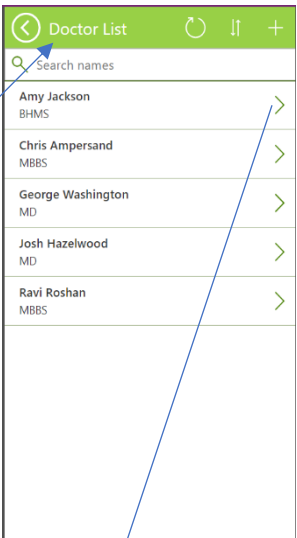 Doctor List
Search names
Amy Jackson
BHMS
Chris Ampersand
MBBS
George Washington
MD
Josh Hazelwood
MD
Ravi Roshan
MBBS